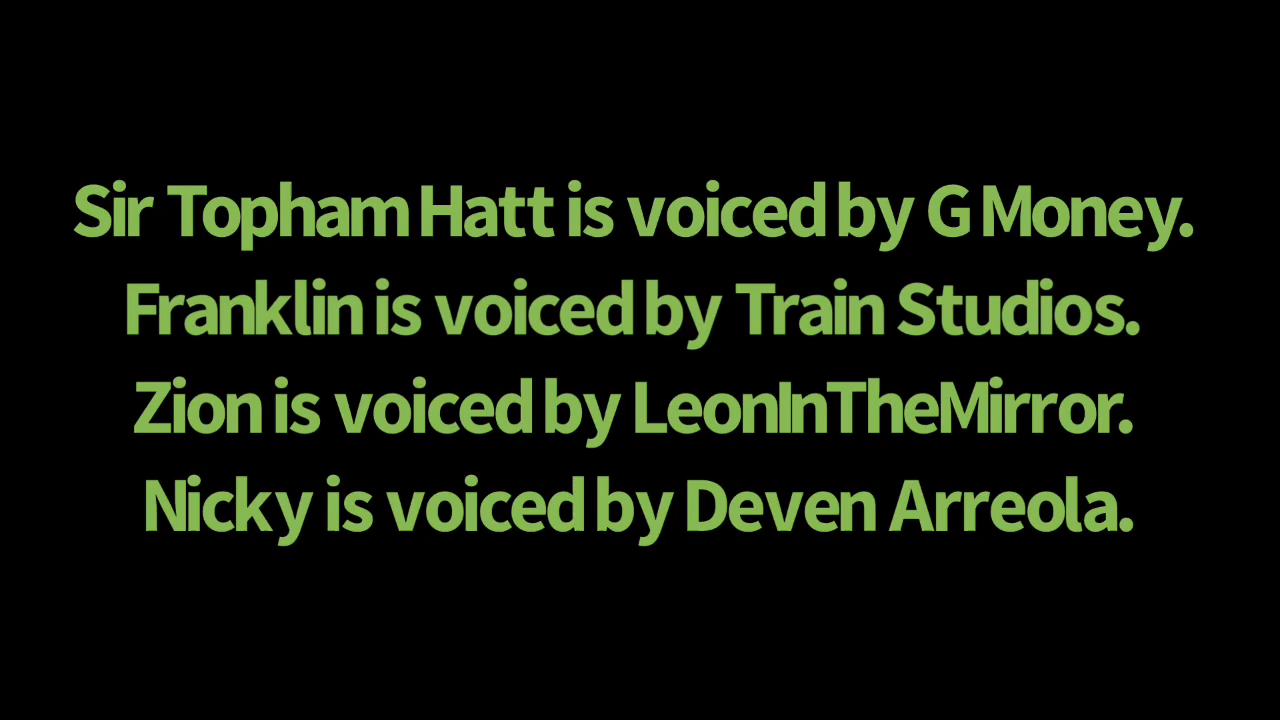 Sir Topham Hatt is voiced by G Money.
Franklin is voiced by Train Studios.
Zion is voiced by LeonInTheMirror.
Nicky is voiced by Deven Arreola.